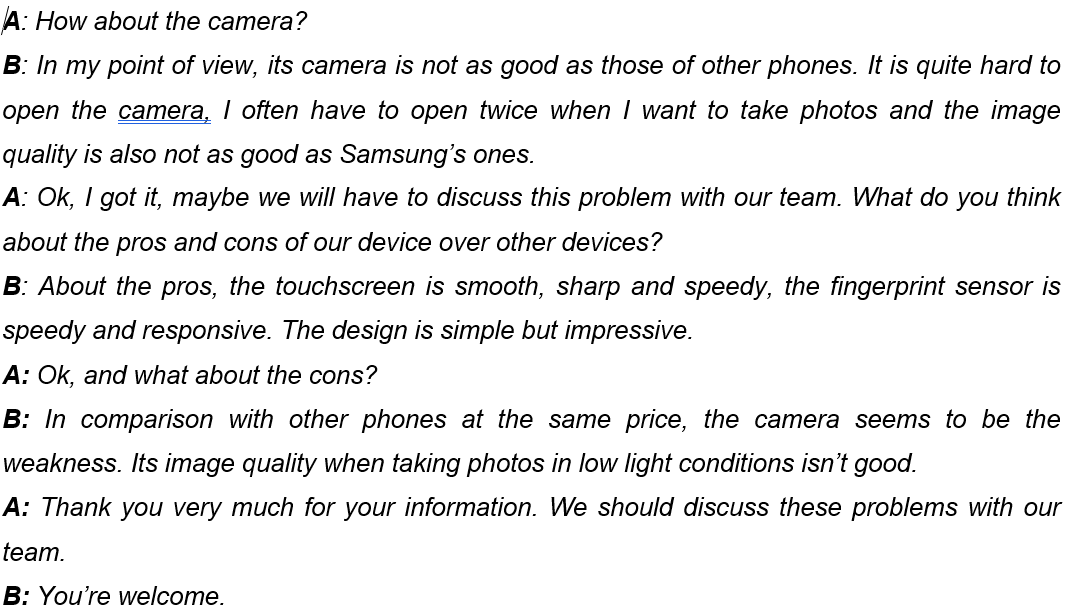 A: How about the camera?
B: In my point of view, its camera is not as good as those of other phones. It is quite hard to
open the camera, I often have to open twice when I want to take photos and the image
quality is also not as good as Samsung’s ones.
A: Ok, I got it, maybe we will have to discuss this problem with our team. What do you think
about the pros and cons of our device over other devices?
B: About the pros, the touchscreen is smooth, sharp and speedy, the fingerprint sensor is
speedy and responsive. The design is simple but impressive.
A: Ok, and what about the cons?
B: In comparison with other phones at the same price, the camera seems to be the
weakness. Its image quality when taking photos in low light conditions isn’t good.
A: Thank you very much for your information. We should discuss these problems with our
team.
B: You’re welcome.